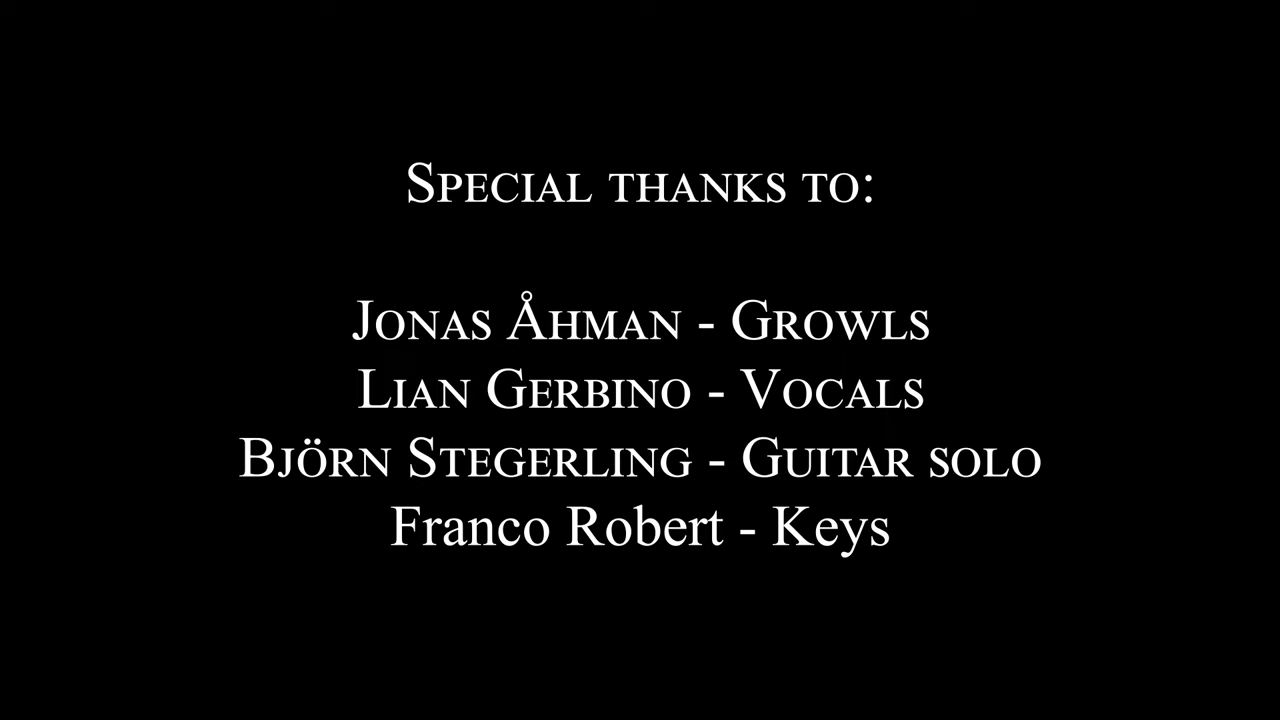 Special thanks to:
Jonas Åhman - Growls
Lian Gerbino - Vocals
Björn Stegerling - Guitar solo
Franco Robert - Keys